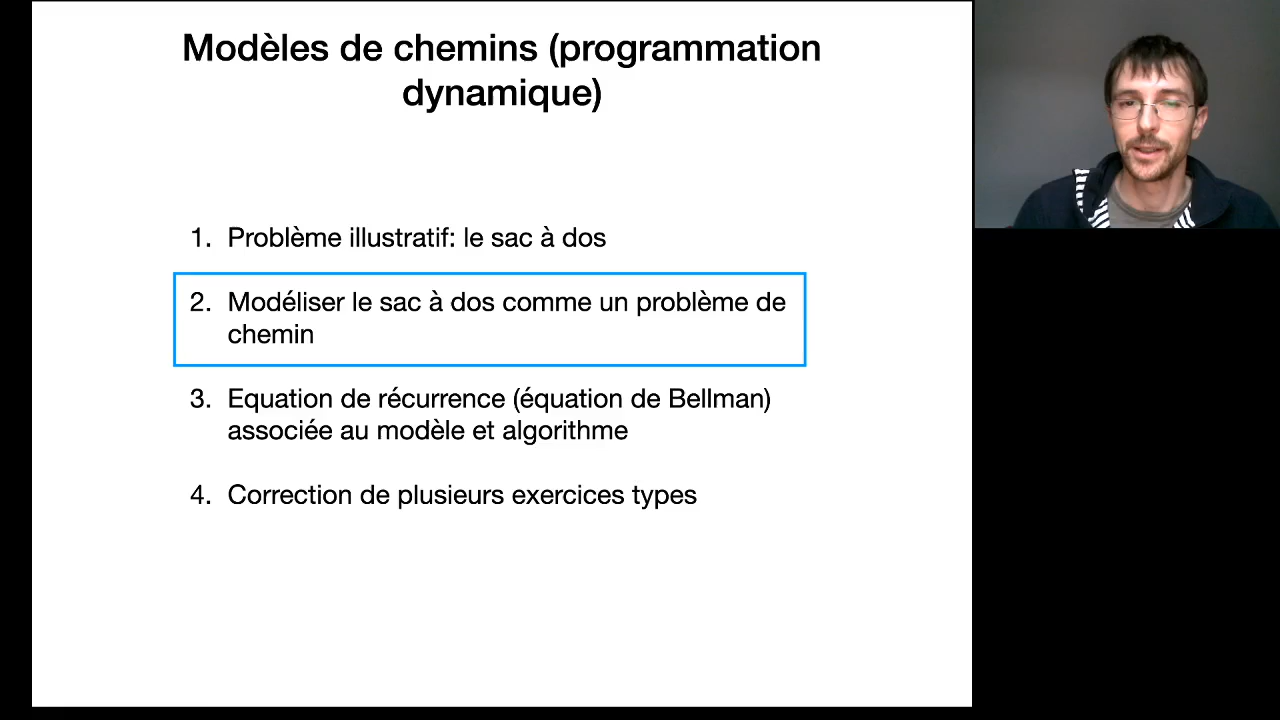 Modèles de chemins (programmation
dynamique)
1. Problème illustratif: le sac à dos
2. Modéliser le sac à dos comme un problème de
chemin
3. Equation de récurrence (équation de Bellman)
associée au modèle et algorithme
4. Correction de plusieurs exercices types